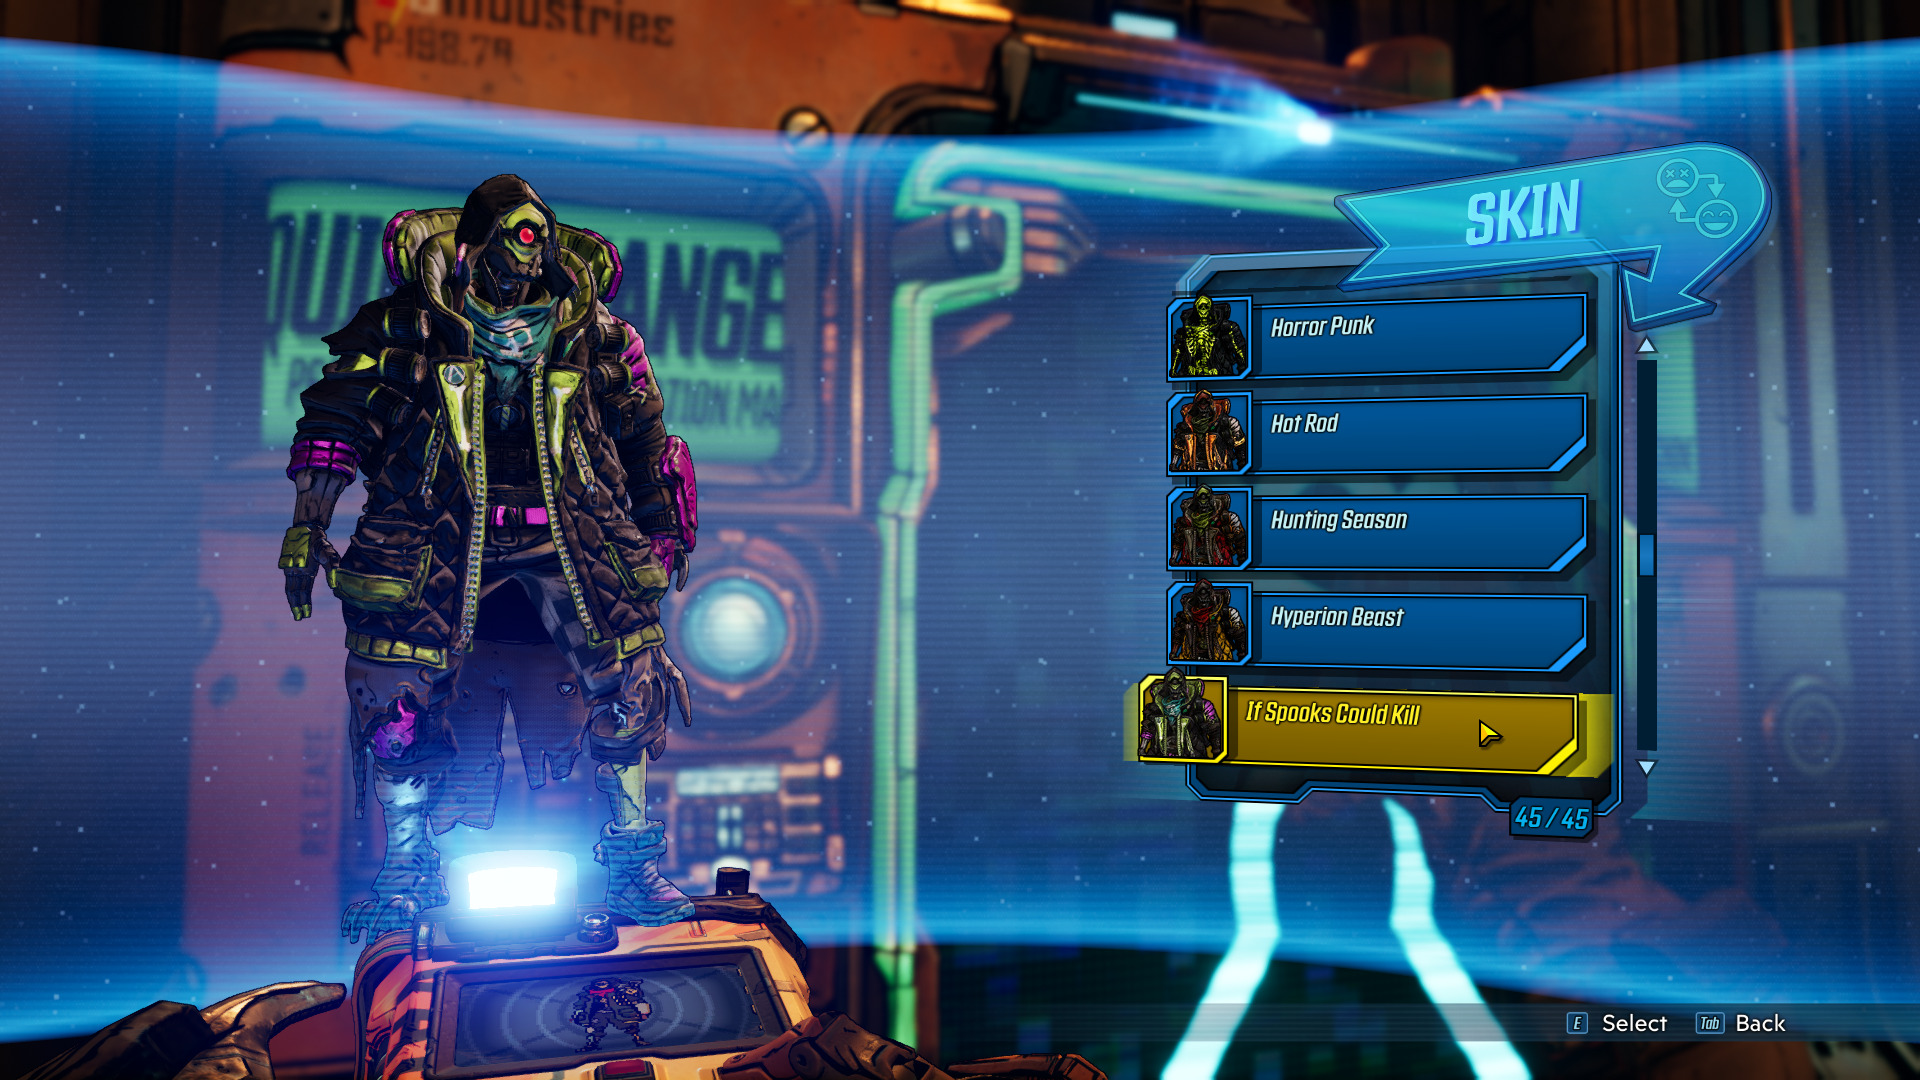 Industries
P-198.79
SKIN
Horror Punk
Hot Rod
Hunting Season
Hyperion Beast
If Spooks Could Kill
45/45
RELEASE
E Select Tab Back